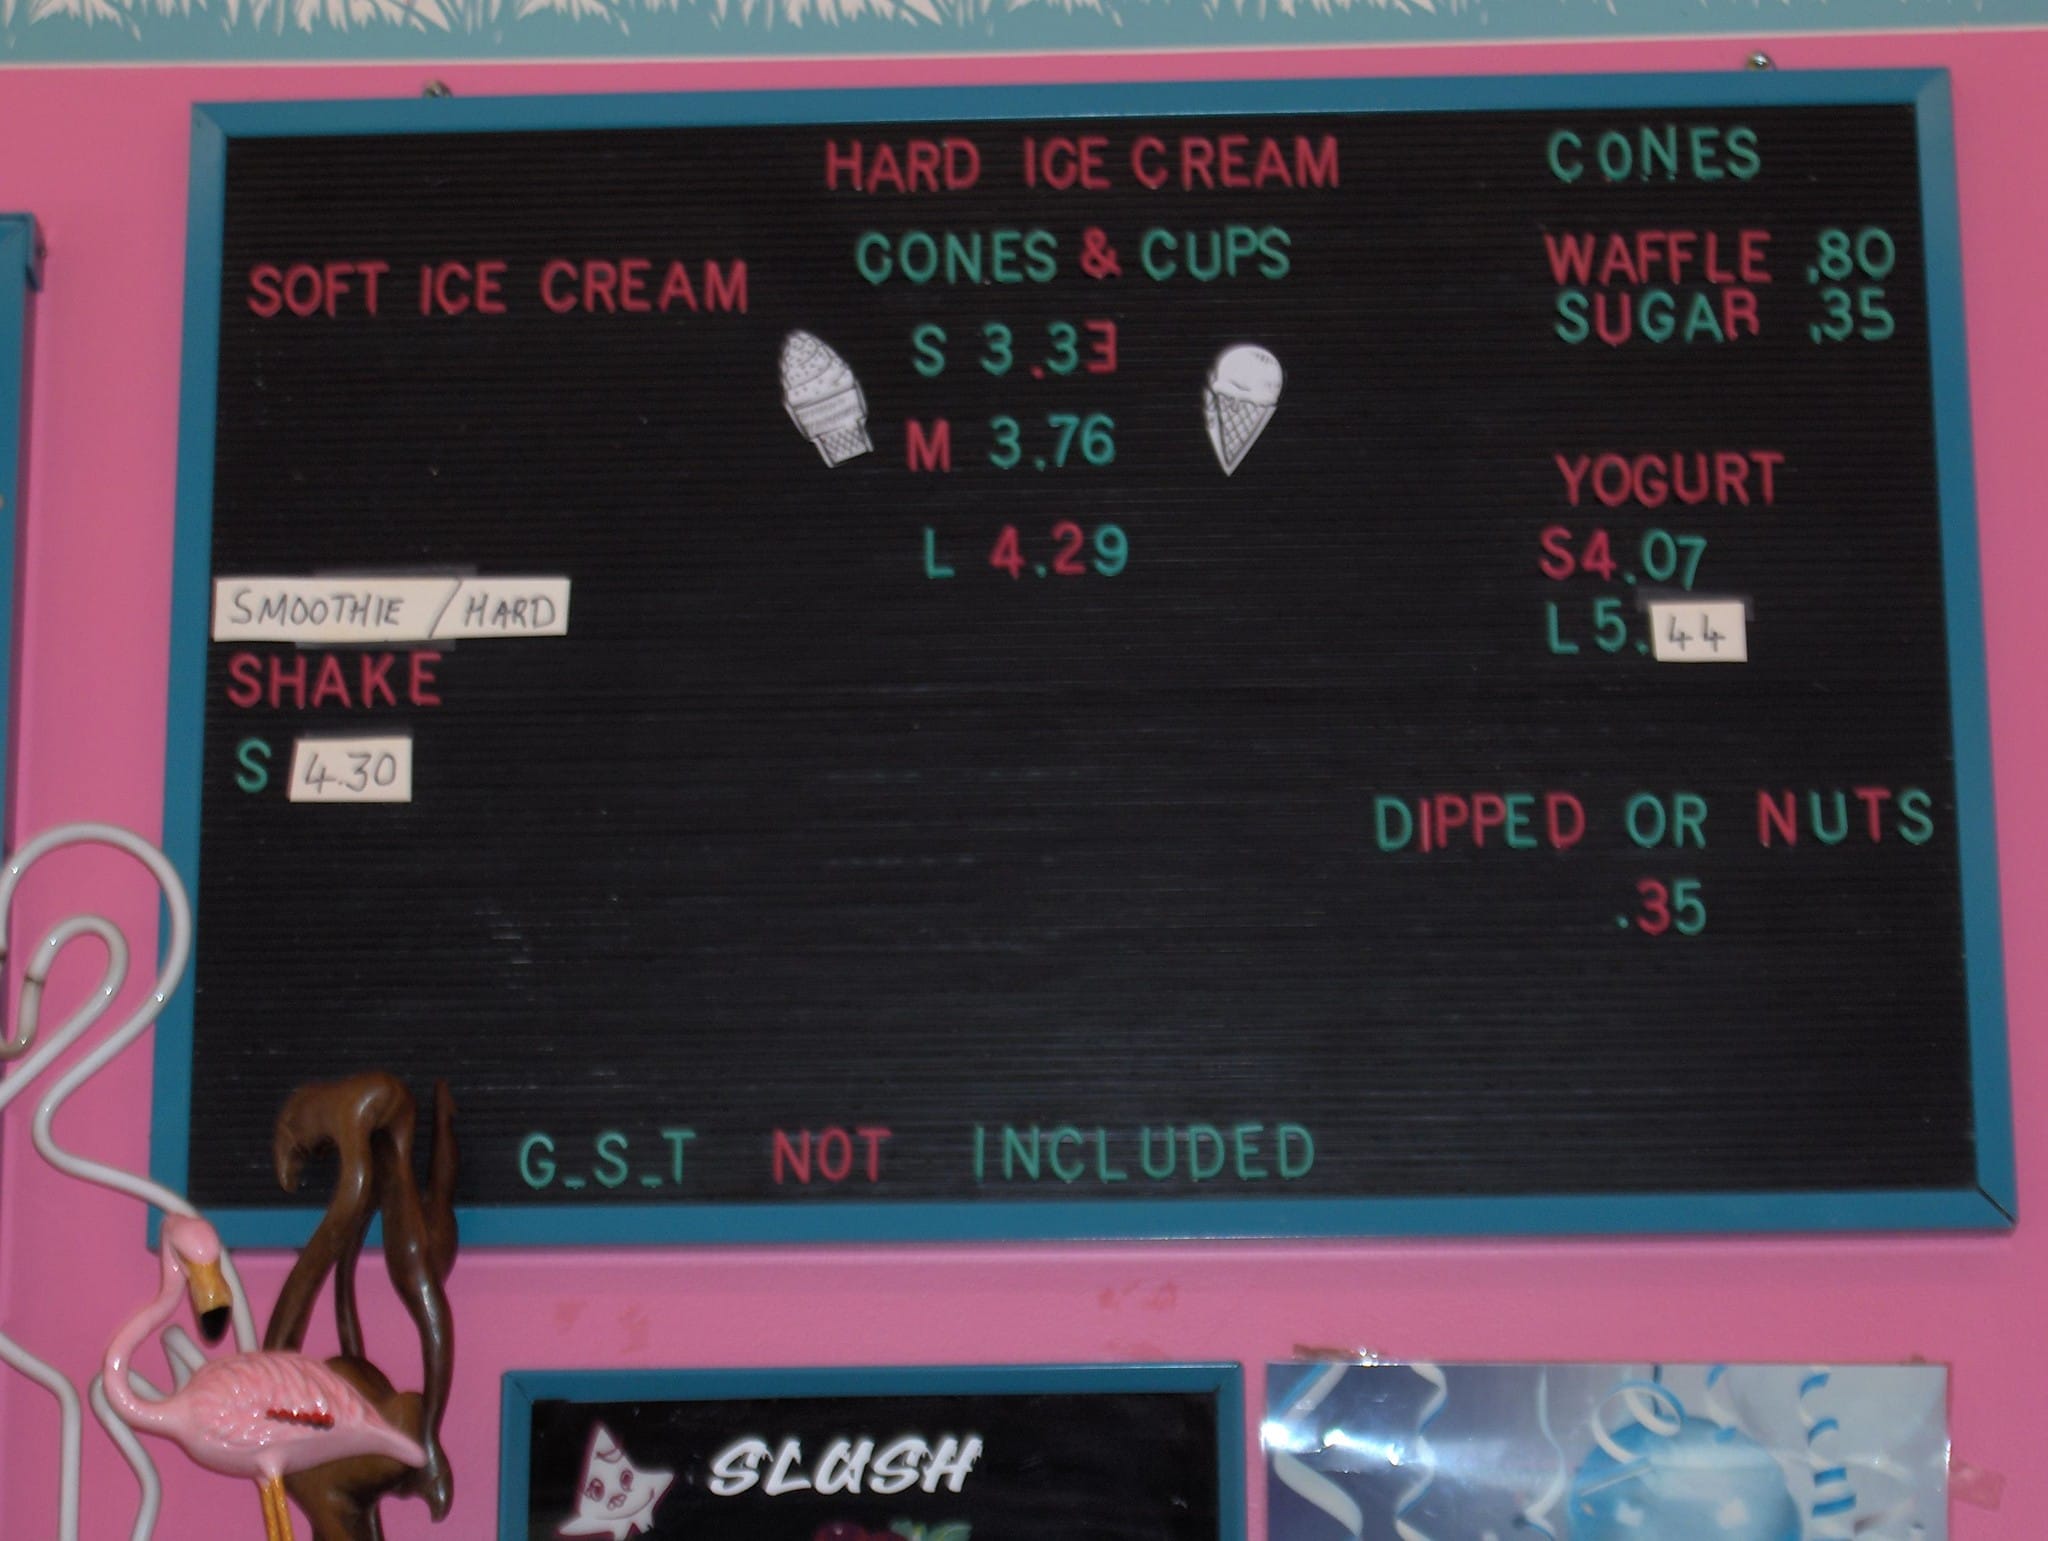 SOFT ICE CREAM
SMOOTHIE / HARD
SHAKE
S 4.30
HARD ICE CREAM
CONES & CUPS
S 3.33
M 3.76
L 4.29
CONES
WAFFLE .80
SUGAR .35
YOGURT
S 4.07
L 5.44
DIPPED OR NUTS
.35
G.S.T NOT INCLUDED
SLUSH